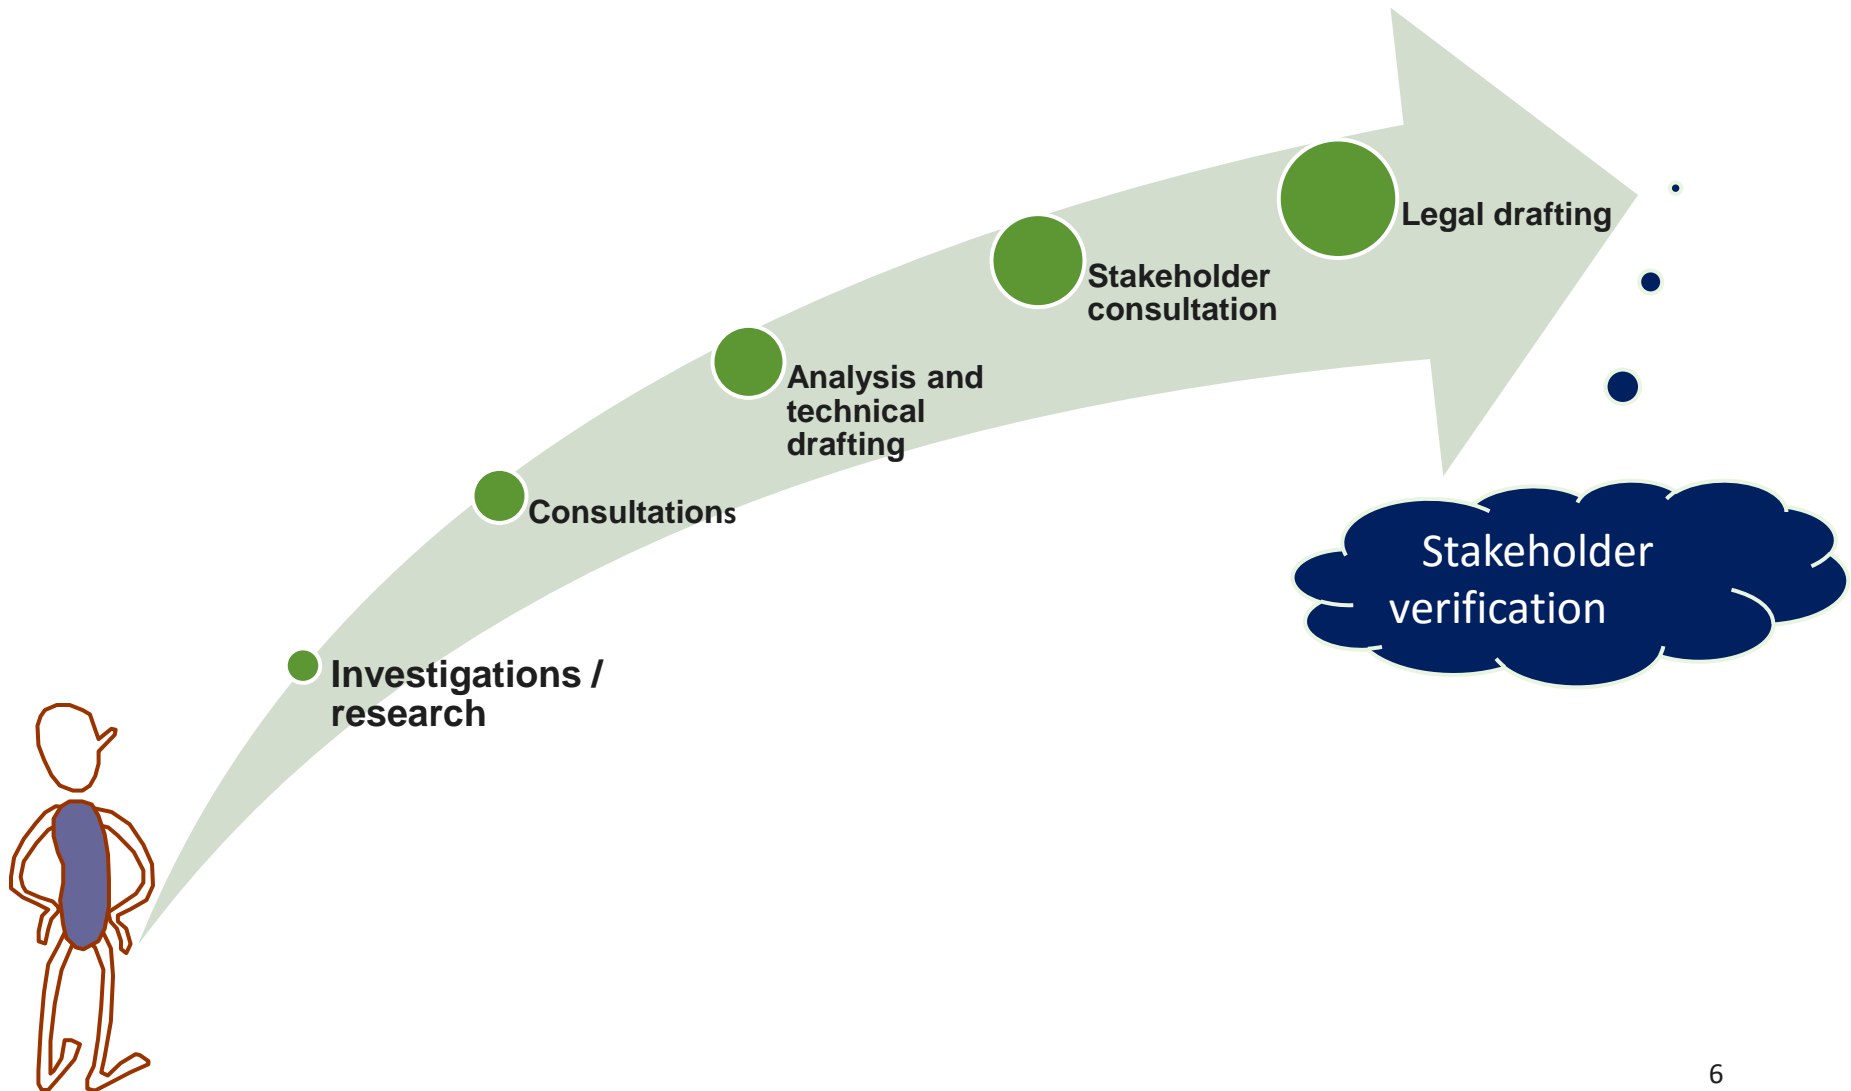 Legal drafting
Stakeholder
consultation
Analysis and
technical
drafting
Consultations
Investigations /
research
Stakeholder
verification
6